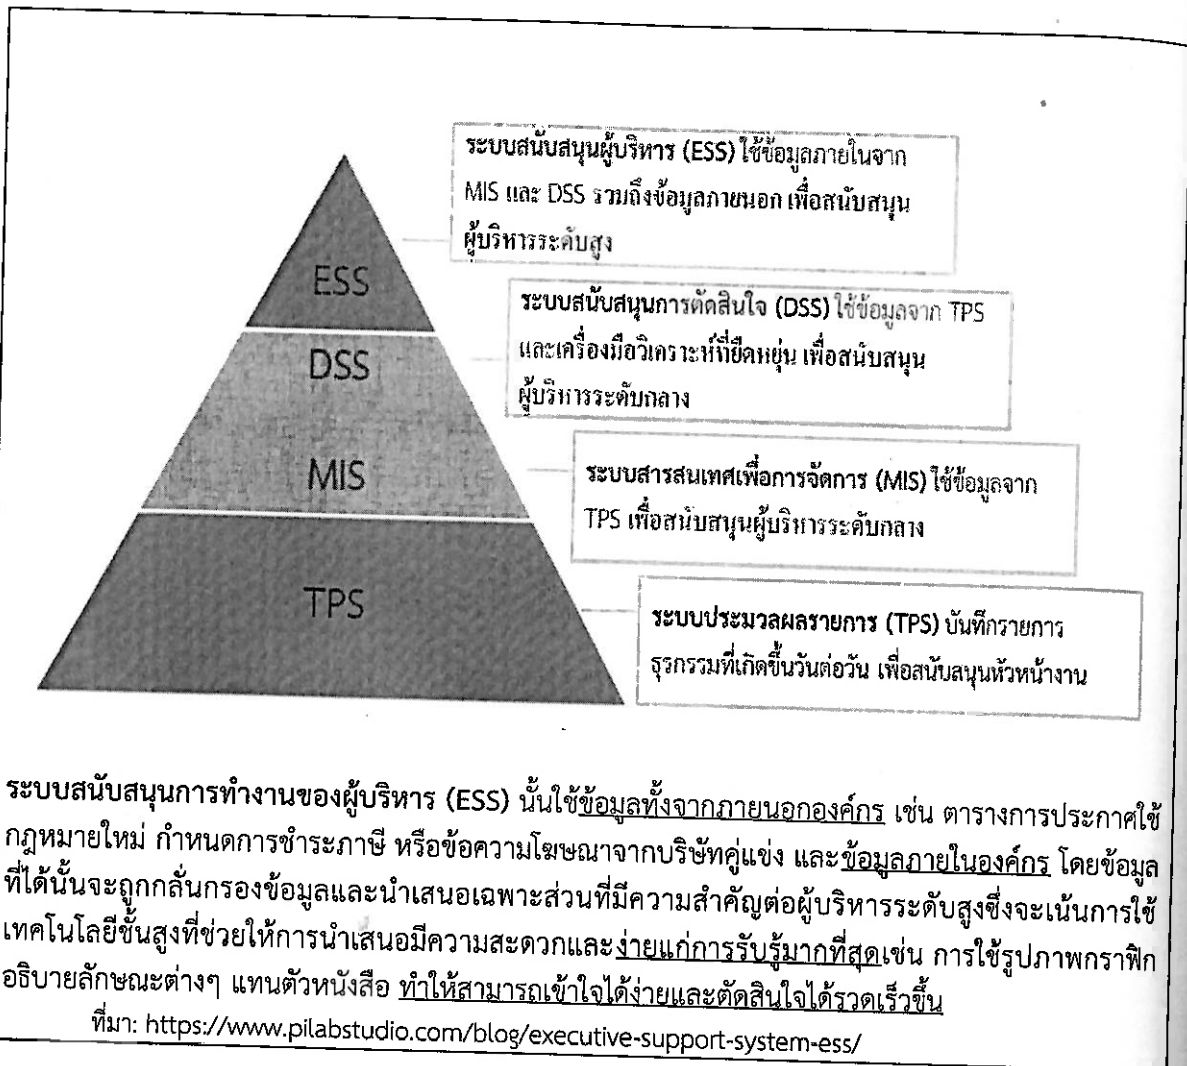 ระบบสนับสนุนผู้บริหาร (ESS) ใช้ข้อมูลภายในจาก
MIS และ DSS รวมถึงข้อมูลภายนอก เพื่อสนับสนุน
ผู้บริหารระดับสูง
ESS
ระบบสนับสนุนการตัดสินใจ (DSS) ใช้ข้อมูลจาก TPS
และเครื่องมือวิเคราะห์ที่ยืดหยุ่น เพื่อสนับสนุน
ผู้บริหารระดับกลาง
DSS
ระบบสารสนเทศเพื่อการจัดการ (MIS) ใช้ข้อมูลจาก
TPS เพื่อสนับสนุนผู้บริหารระดับกลาง
MIS
ระบบประมวลผลรายการ (TPS) บันทึกรายการ
ธุรกรรมที่เกิดขึ้นวันต่อวัน เพื่อสนับสนุนหัวหน้างาน
TPS
ระบบสนับสนุนการทำงานของผู้บริหาร (ESS) นั้นใช้ข้อมูลทั้งจากภายนอกองค์กร เช่น ตารางการประกาศใช้
กฎหมายใหม่ กำหนดการชำระภาษี หรือข้อความโฆษณาจากบริษัทคู่แข่ง และข้อมูลภายในองค์กร โดยข้อมูล
ที่ได้นั้นจะถูกกลั่นกรองข้อมูลและนำเสนอเฉพาะส่วนที่มีความสำคัญต่อผู้บริหารระดับสูงซึ่งจะเน้นการใช้
เทคโนโลยีชั้นสูงที่ช่วยให้การนำเสนอมีความสะดวกและง่ายแก่การรับรู้มากที่สุดเช่น การใช้รูปภาพกราฟิก
อธิบายลักษณะต่างๆ แทนตัวหนังสือ ทำให้สามารถเข้าใจได้ง่ายและตัดสินใจได้รวดเร็วขึ้น
ที่มา: https://www.pilabstudio.com/blog/executive-support-system-ess/